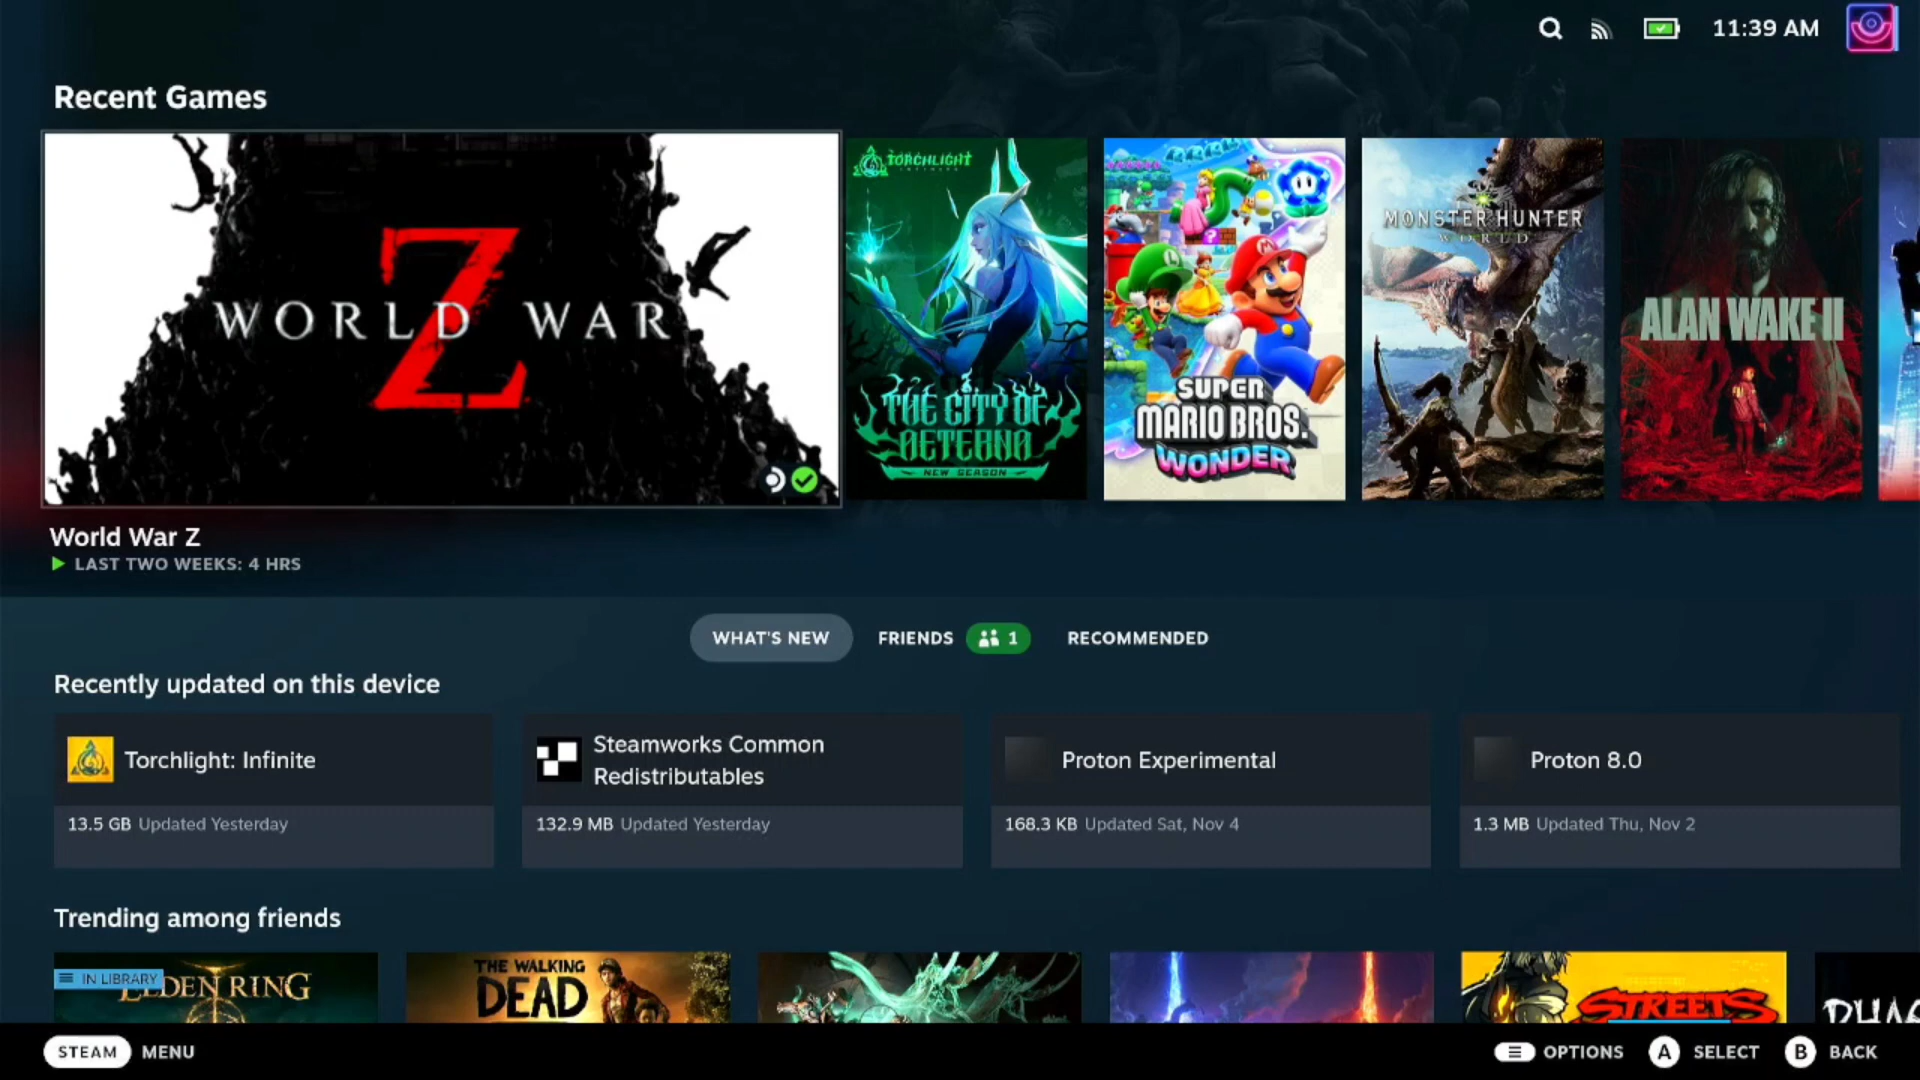 11:39 AM
Recent Games
WORLD WAR
Z
TORCHLIGHT
INFINITE
THE CITY OF
AETERNA
NEW SEASON
SUPER
MARIO BROS.
WONDER
MONSTER HUNTER
WORLD
ALAN WAKE II
World War Z
LAST TWO WEEKS: 4 HRS
WHAT'S NEW
FRIENDS
1
RECOMMENDED
Recently updated on this device
Torchlight: Infinite
13.5 GB Updated Yesterday
Steamworks Common
Redistributables
132.9 MB Updated Yesterday
Proton Experimental
168.3 KB Updated Sat, Nov 4
Proton 8.0
1.3 MB Updated Thu, Nov 2
Trending among friends
IN LIBRARY
ELDEN RING
THE WALKING
DEAD
STREETS
STEAM MENU
OPTIONS
A SELECT
B BACK